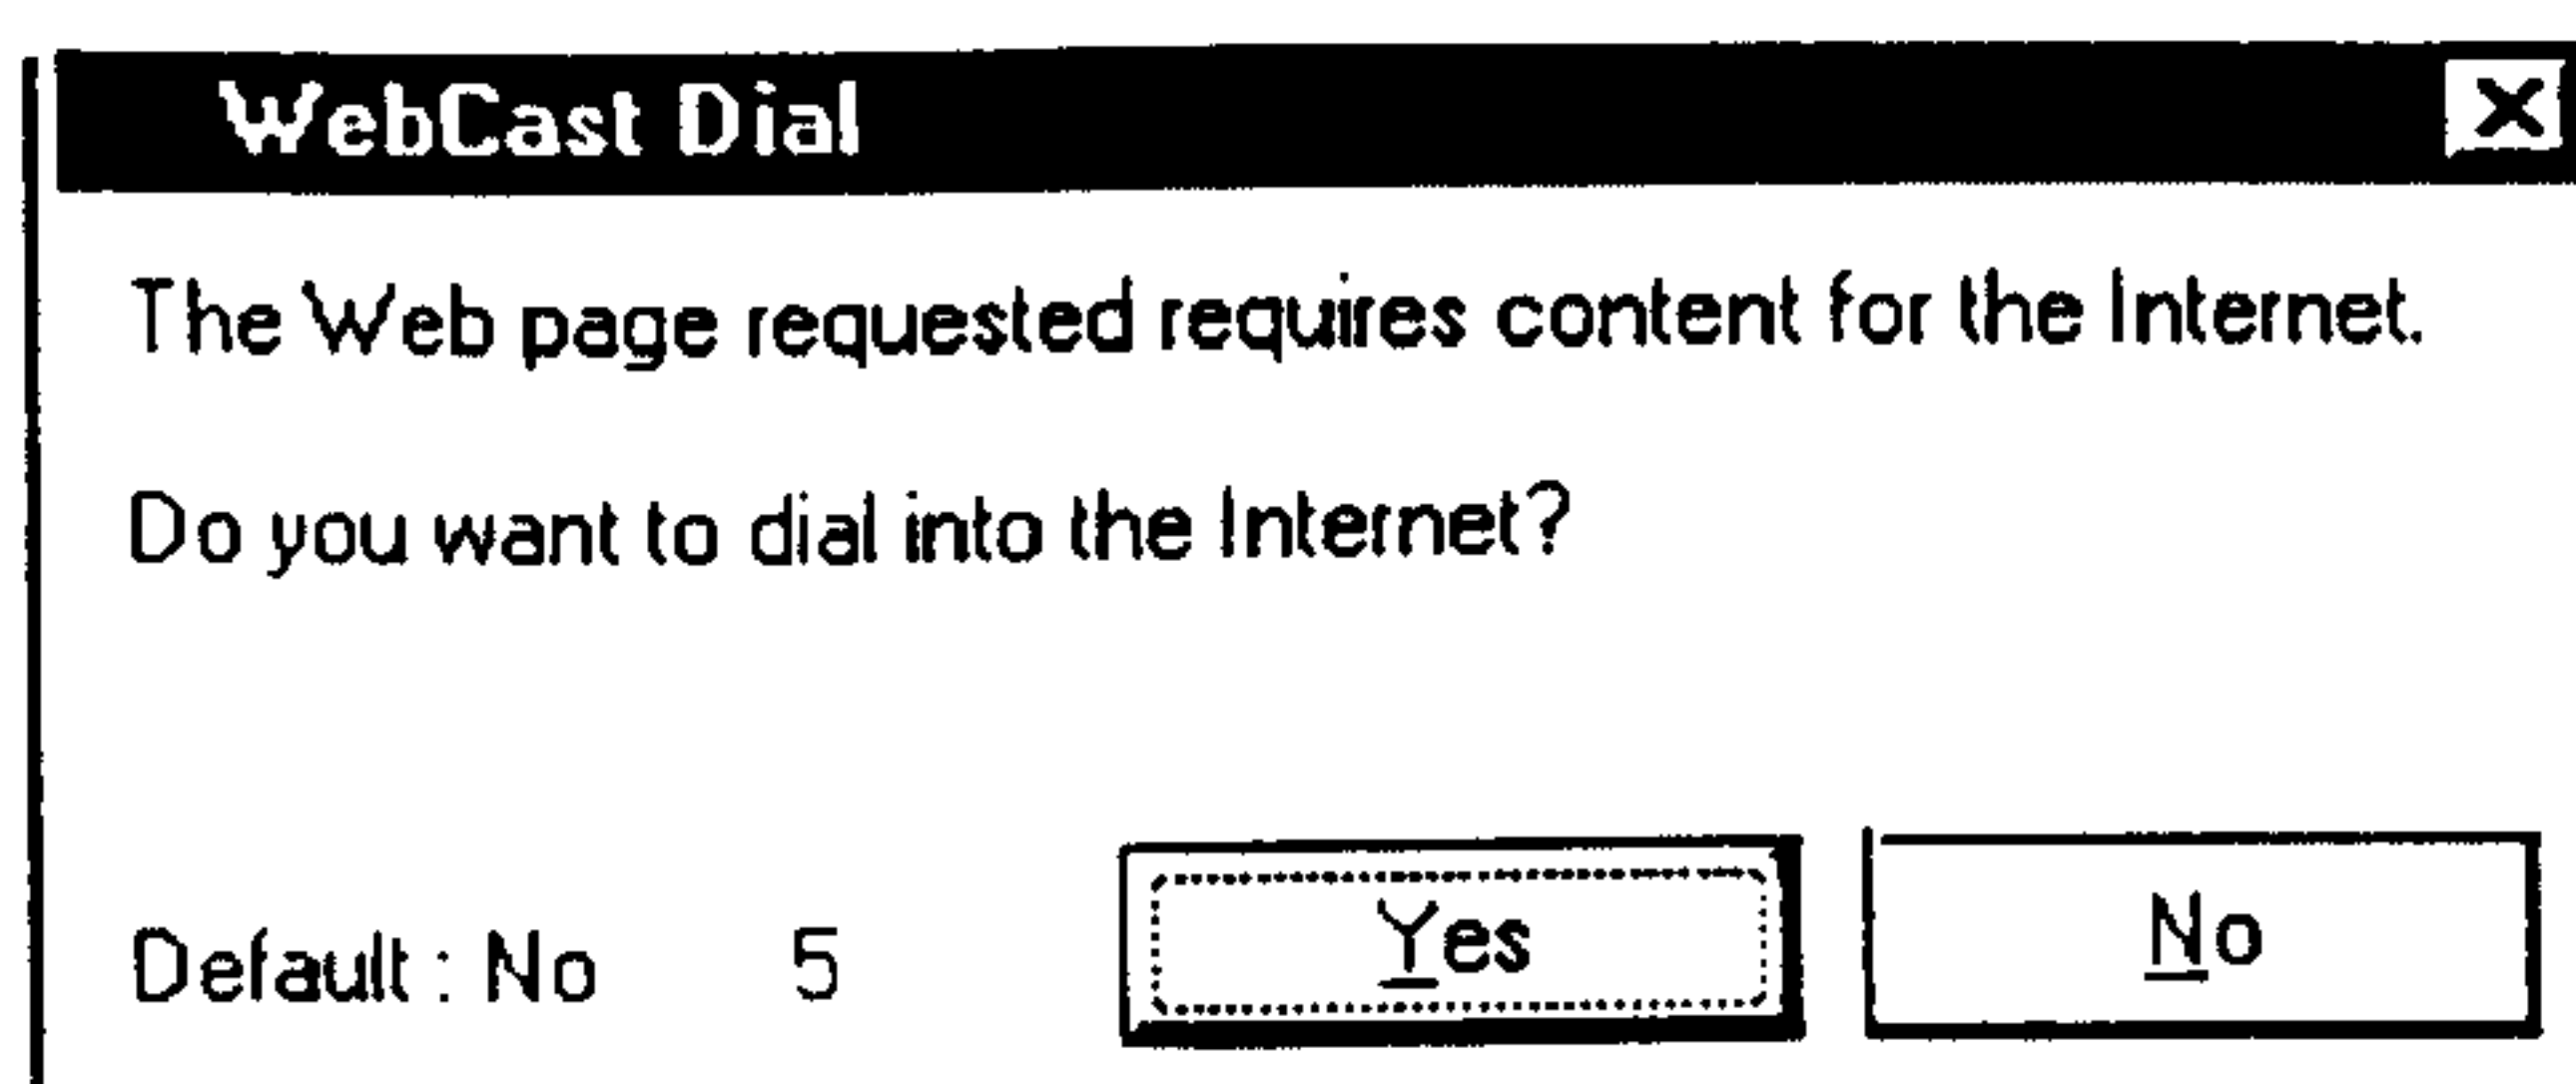 WebCast Dial
The Web page requested requires content for the Internet.
Do you want to dial into the Internet?
Default : No 5 Yes No